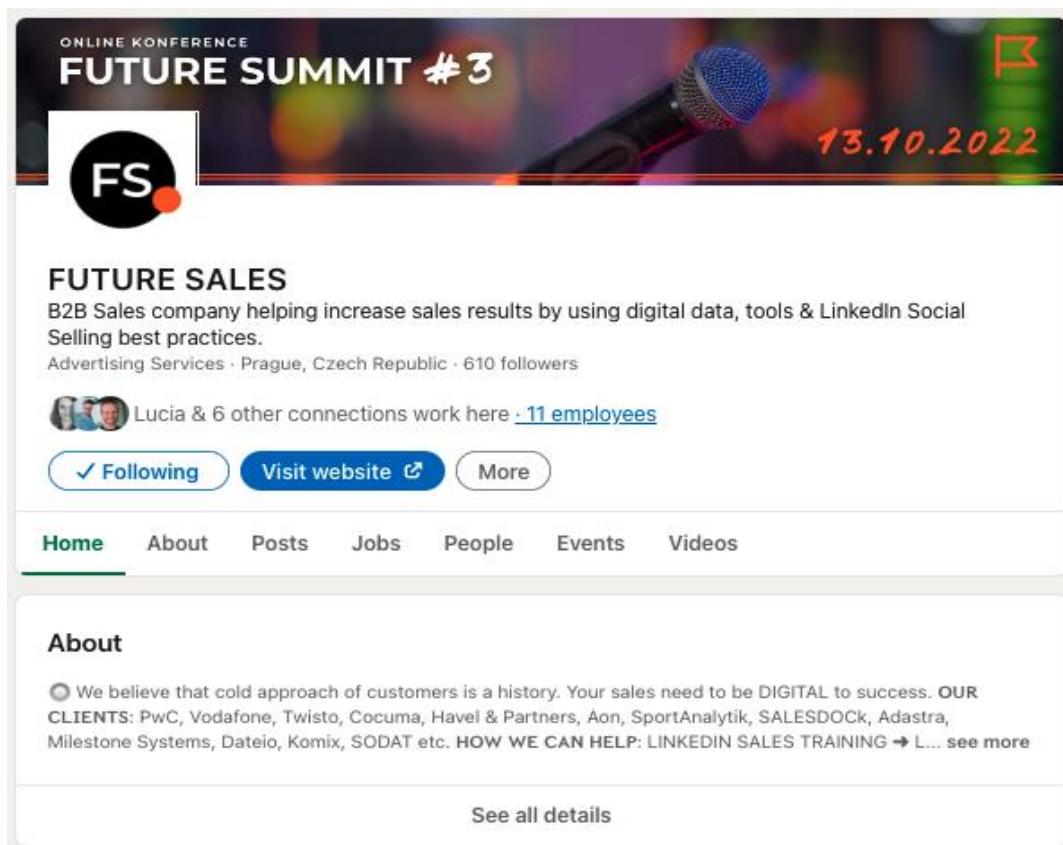 ONLINE KONFERENCE
FUTURE SUMMIT #3
13.10.2022
FS
FUTURE SALES
B2B Sales company helping increase sales results by using digital data, tools & LinkedIn Social
Selling best practices.
Advertising Services · Prague, Czech Republic · 610 followers
Lucia & 6 other connections work here · 11 employees
Following
Visit website
More
Home About Posts Jobs People Events Videos
About
We believe that cold approach of customers is a history. Your sales need to be DIGITAL to success. OUR
CLIENTS: PwC, Vodafone, Twisto, Cocuma, Havel & Partners, Aon, SportAnalytik, SALESDOCk, Adastra,
Milestone Systems, Dateio, Komix, SODAT etc. HOW WE CAN HELP: LINKEDIN SALES TRAINING ➔ L... see more
See all details